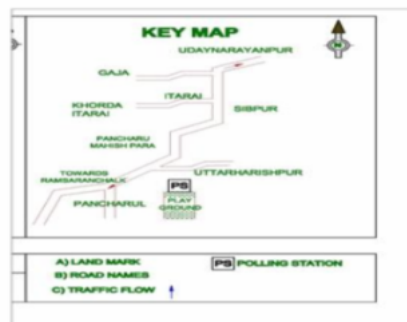 KEY MAP
N
UDAYNARAYANPUR
GAJA
ITARAI
KHORDA
ITARAI
SIBPUR
PANCHARU
MAHISH PARA
TOWARDS
RAMSARANCHALK
UTTARHARISHPUR
PS
PLAY
GROUND
PANCHARUL
A) LAND MARK
PS POLLING STATION
B) ROAD NAMES
C) TRAFFIC FLOW